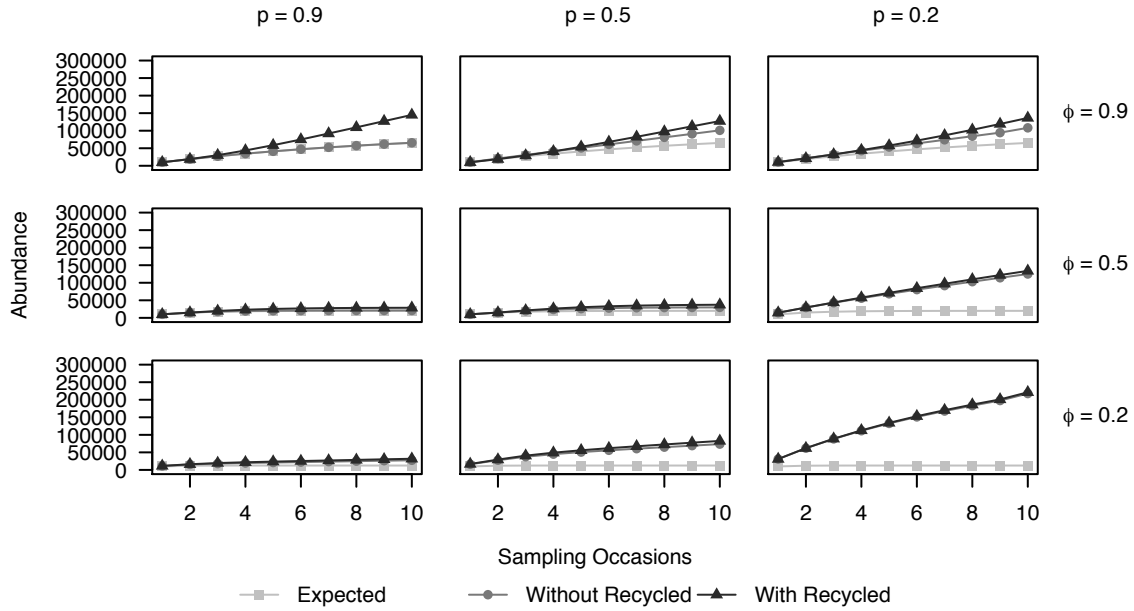 p = 0.9 p = 0.5 p = 0.2
300000
250000
200000
150000
100000
50000
0
ϕ = 0.9
300000
250000
200000
150000
100000
50000
0
ϕ = 0.5
Abundance
300000
250000
200000
150000
100000
50000
0
ϕ = 0.2
2 4 6 8 10 2 4 6 8 10 2 4 6 8 10
Sampling Occasions
Expected Without Recycled With Recycled